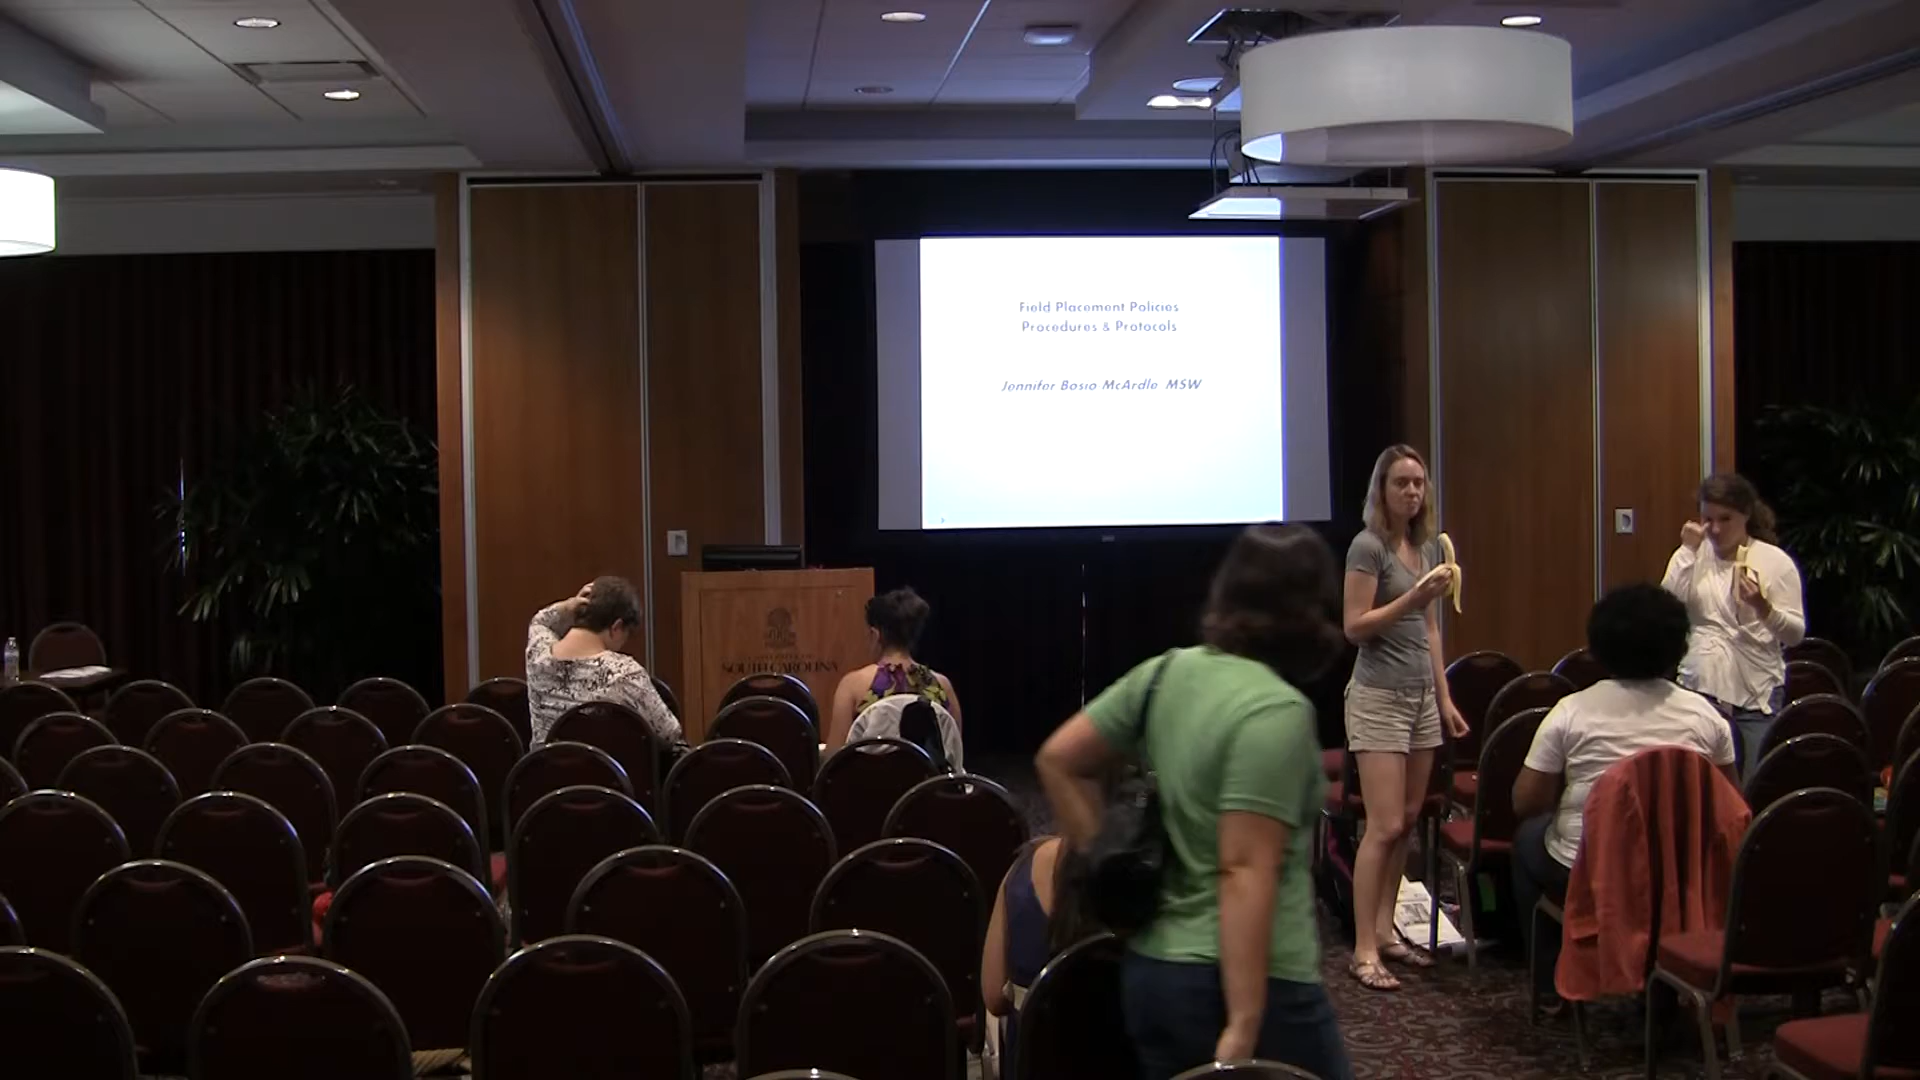 Field Placement Policies
Procedures & Protocols
Jennifer Bosio McArdle MSW
SOUTH CAROLINA